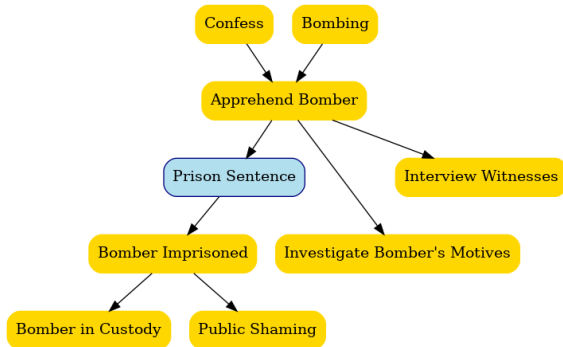 Confess
Bombing
Apprehend Bomber
Prison Sentence
Interview Witnesses
Bomber Imprisoned
Investigate Bomber's Motives
Bomber in Custody
Public Shaming